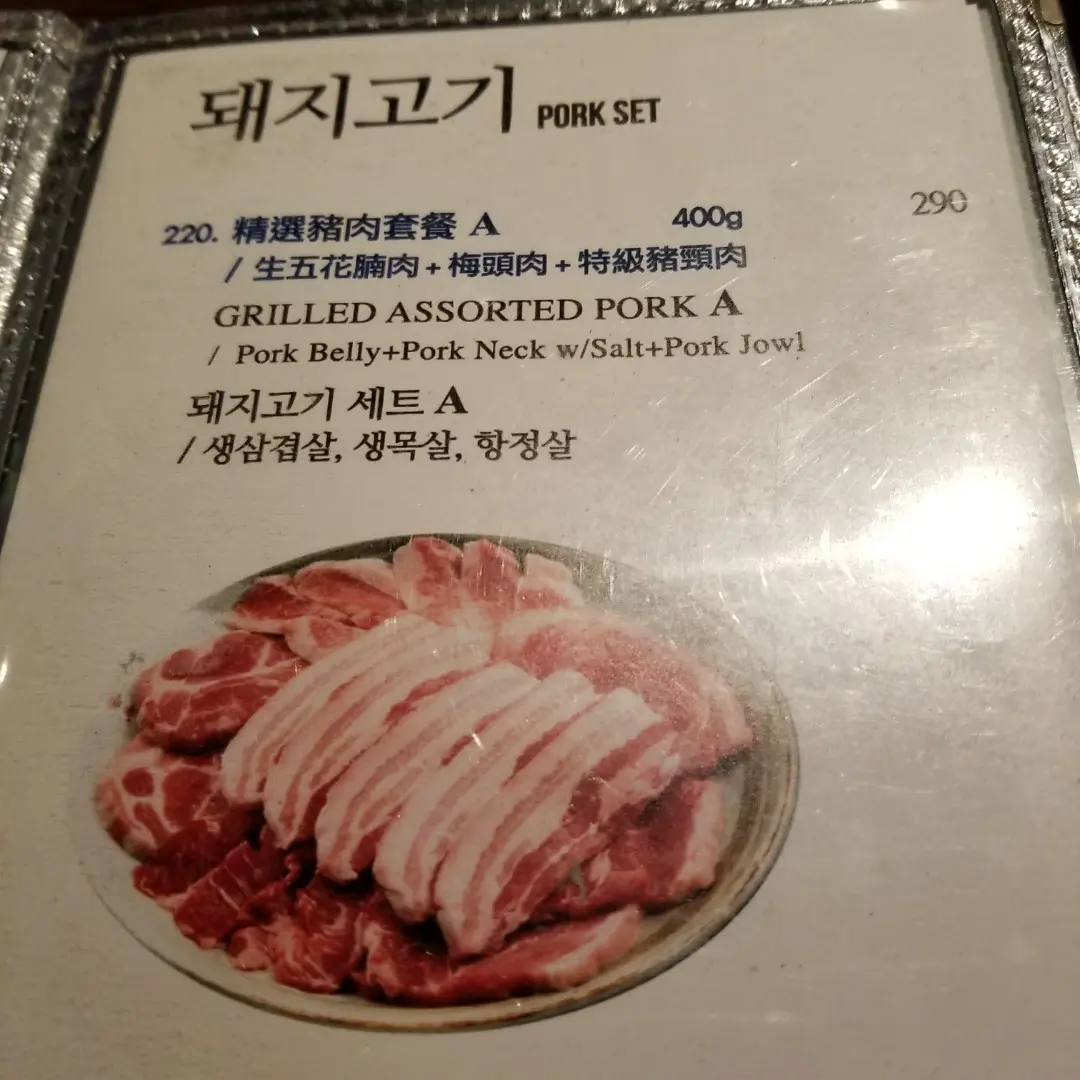 돼지고기 PORK SET
220. 精選豬肉套餐 A 400g 290
/ 生五花腩肉 + 梅頭肉 + 特級豬頸肉
GRILLED ASSORTED PORK A
/ Pork Belly+Pork Neck w/Salt+Pork Jowl
돼지고기 세트 A
/ 생삼겹살, 생목살, 항정살